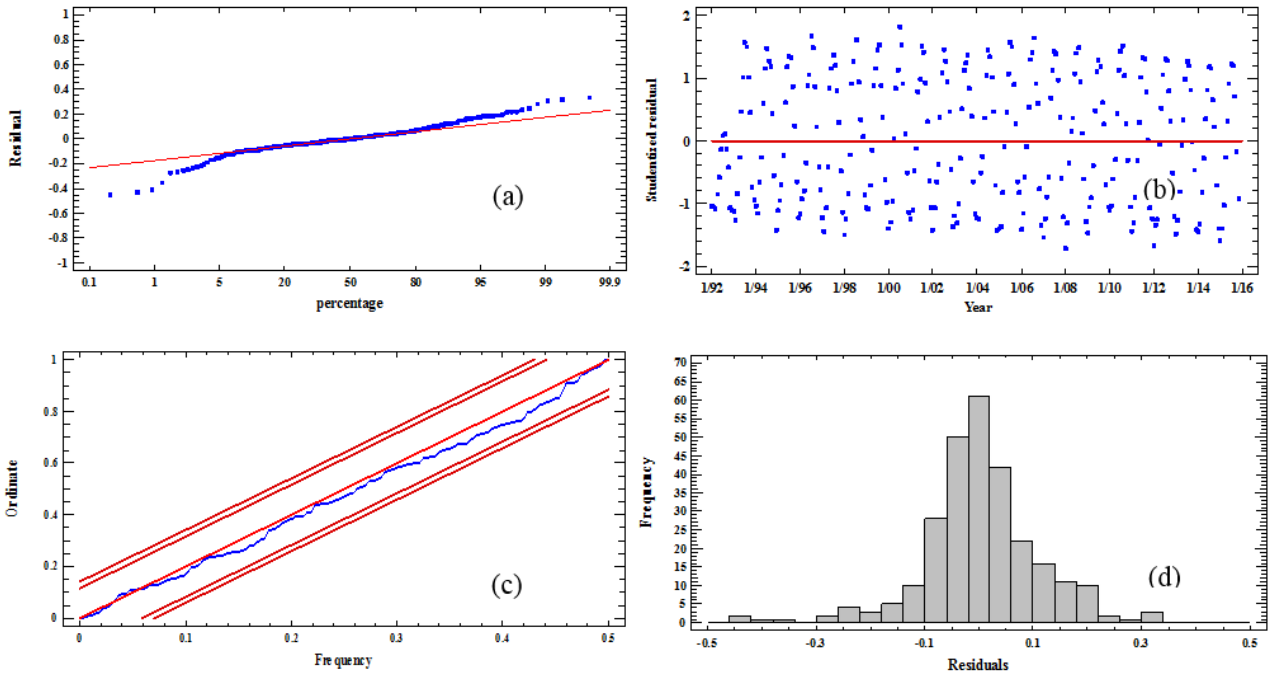 1
0.8
0.6
0.4
0.2
0
-0.2
-0.4
-0.6
-0.8
-1
Residual
(a)
0.1 1 5 20 50 80 95 99 99.9
percentage
2
1
0
-1
-2
Studentized residual
(b)
1/92 1/94 1/96 1/98 1/00 1/02 1/04 1/06 1/08 1/10 1/12 1/14 1/16
Year
1
0.8
0.6
0.4
0.2
0
Ordinate
(c)
0 0.1 0.2 0.3 0.4 0.5
Frequency
70
65
60
55
50
45
40
35
30
25
20
15
10
5
0
Frequency
(d)
-0.5 -0.3 -0.1 0.1 0.3 0.5
Residuals